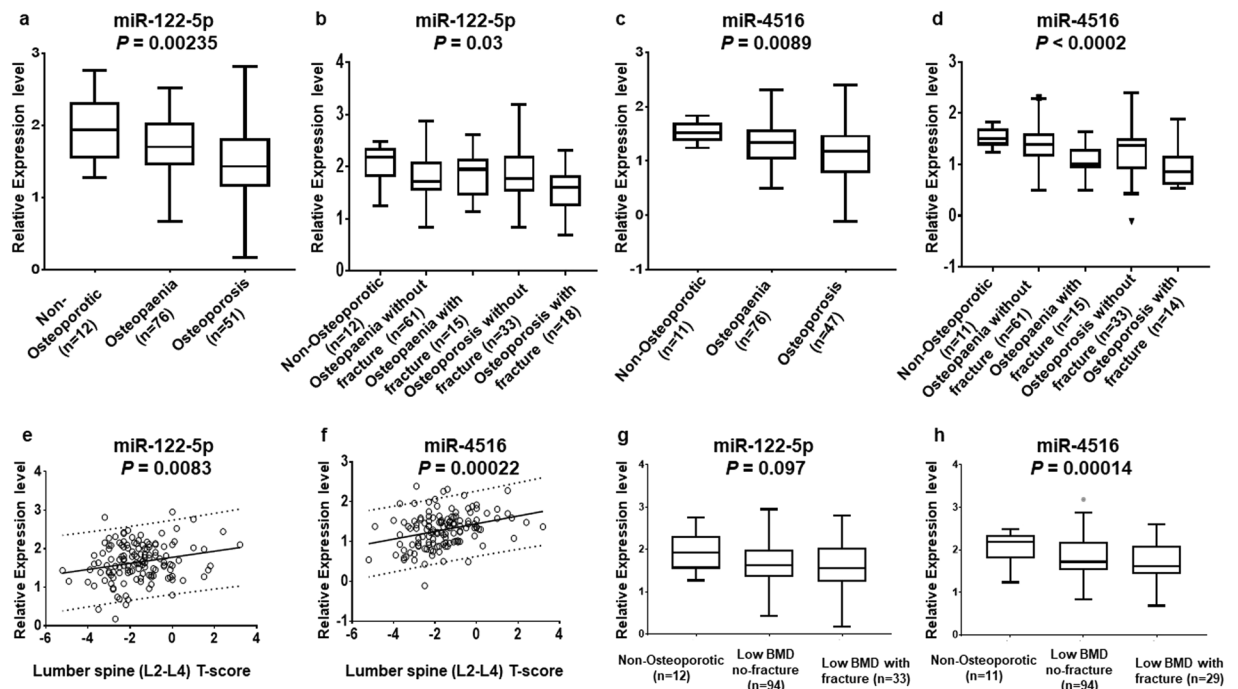 a
miR-122-5p
P = 0.00235
Relative Expression level
3
2
1
0
Non-
Osteoporotic
(n=12)
Osteopaenia
(n=76)
Osteoporosis
(n=51)
b
miR-122-5p
P = 0.03
Relative Expression level
4
3
2
1
0
Non-Osteoporotic
(n=12)
Osteopaenia without
fracture (n=61)
Osteopaenia with
fracture (n=15)
Osteoporosis without
fracture (n=33)
Osteoporosis with
fracture (n=18)
c
miR-4516
P = 0.0089
Relative Expression level
3
2
1
0
-1
Non-Osteoporotic
(n=11)
Osteopaenia
(n=76)
Osteoporosis
(n=47)
d
miR-4516
P < 0.0002
Relative Expression level
3
2
1
0
-1
Non-Osteoporotic
(n=11)
Osteopaenia without
fracture (n=61)
Osteopaenia with
fracture (n=15)
Osteoporosis without
fracture (n=33)
Osteoporosis with
fracture (n=14)
e
miR-122-5p
P = 0.0083
Relative Expression level
4
3
2
1
0
-6 -4 -2 0 2 4
Lumber spine (L2-L4) T-score
f
miR-4516
P = 0.00022
Relative Expression level
3
2
1
0
-1
-6 -4 -2 0 2 4
Lumber spine (L2-L4) T-score
g
miR-122-5p
P = 0.097
Relative Expression level
4
3
2
1
0
Non-Osteoporotic
(n=12)
Low BMD
no-fracture
(n=94)
Low BMD with
fracture (n=33)
h
miR-4516
P = 0.00014
Relative Expression level
4
3
2
1
0
Non-Osteoporotic
(n=11)
Low BMD
no-fracture
(n=94)
Low BMD with
fracture (n=29)